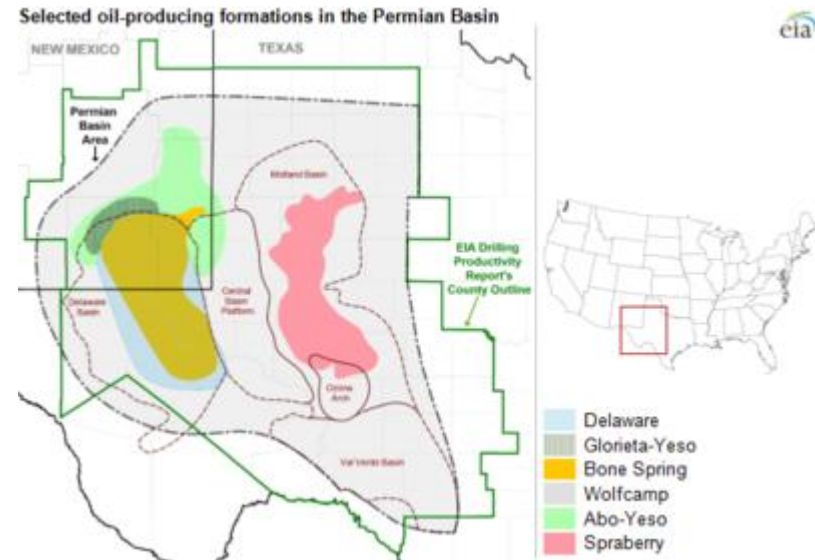 Selected oil-producing formations in the Permian Basin
eia
NEW MEXICO
TEXAS
Permian
Basin
Area
Midland Basin
EIA Drilling
Productivity
Report's
County Outline
Delaware
Basin
Central
Basin
Platform
Ozona
Arch
Val Verde Basin
Delaware
Glorieta-Yeso
Bone Spring
Wolfcamp
Abo-Yeso
Spraberry